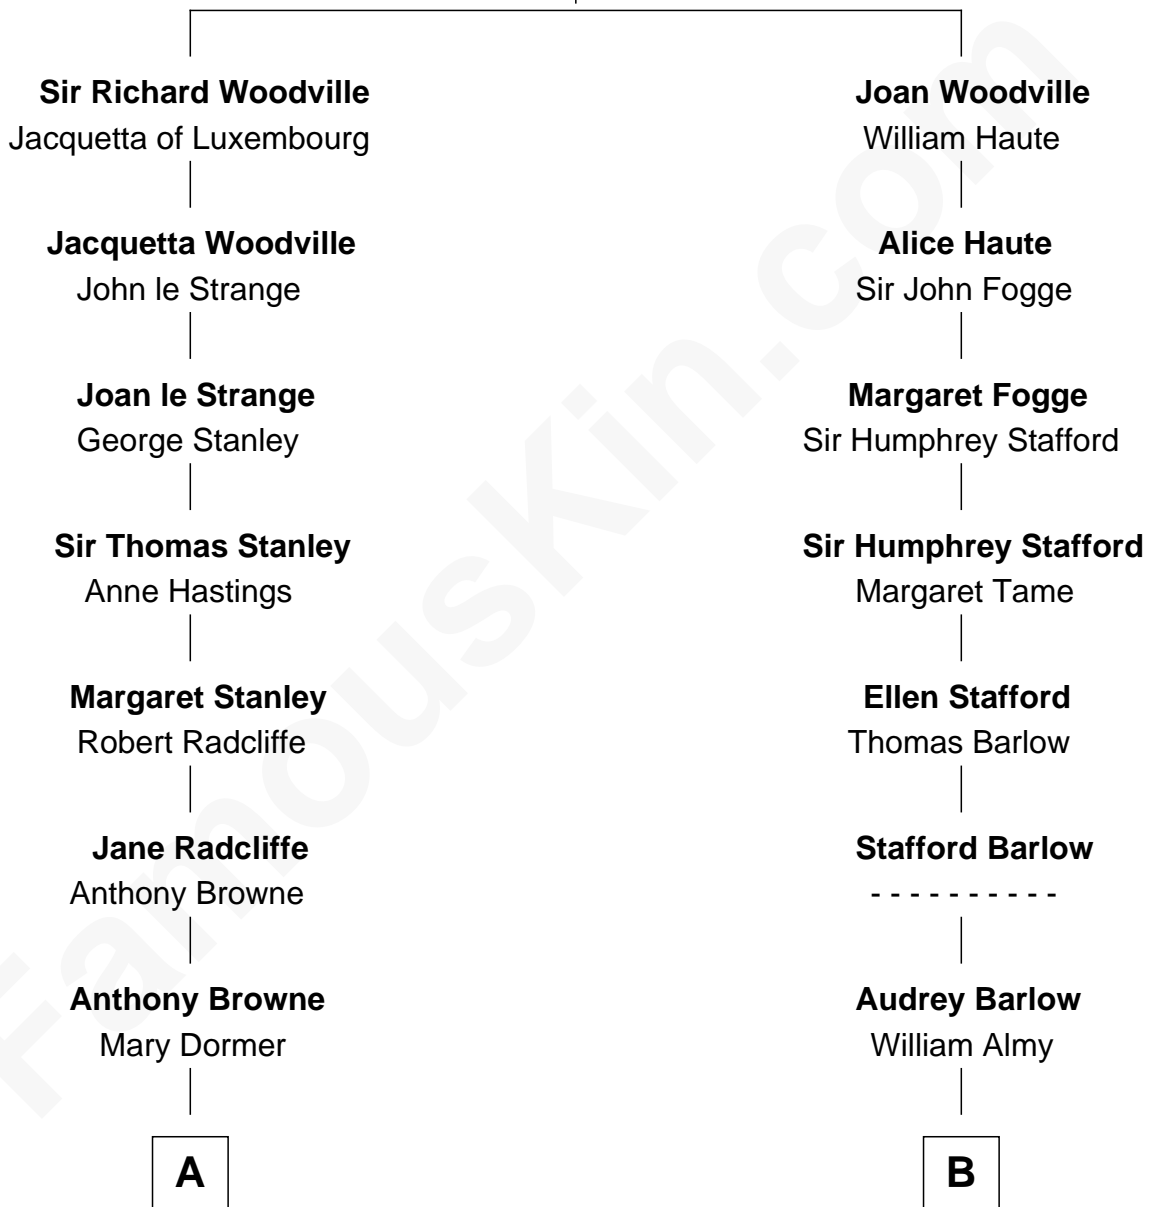 Sir Richard Woodville
Jacquetta of Luxembourg
Jacquetta Woodville
John le Strange
Joan le Strange
George Stanley
Sir Thomas Stanley
Anne Hastings
Margaret Stanley
Robert Radcliffe
Jane Radcliffe
Anthony Browne
Anthony Browne
Mary Dormer
A
Joan Woodville
William Haute
Alice Haute
Sir John Fogge
Margaret Fogge
Sir Humphrey Stafford
Sir Humphrey Stafford
Margaret Tame
Ellen Stafford
Thomas Barlow
Stafford Barlow
- - - - - - - - - -
Audrey Barlow
William Almy
B
FamousKin.com